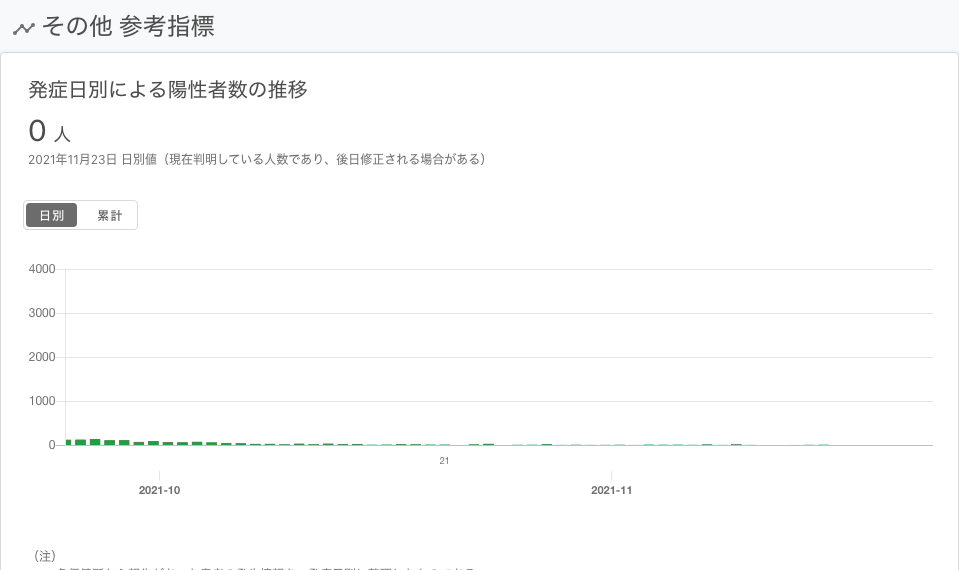 その他 参考指標
発症日別による陽性者数の推移
0 人
2021年11月23日 日別値（現在判明している人数であり、後日修正される場合がある）
日別 累計
4000
3000
2000
1000
0
21
2021-10 2021-11
（注）